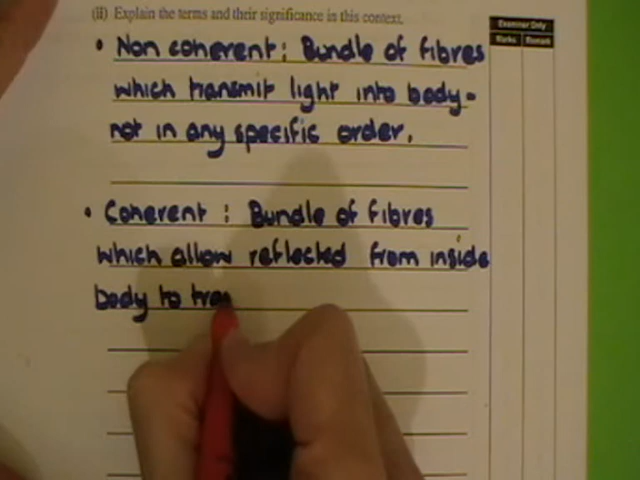 (ii) Explain the terms and their significance in this context.
Examiner Only
Marks Remark
• Non coherent: Bundle of fibres
which transmit light into body -
not in any specific order.
• Coherent : Bundle of fibres
which allow reflected from inside
body to tra